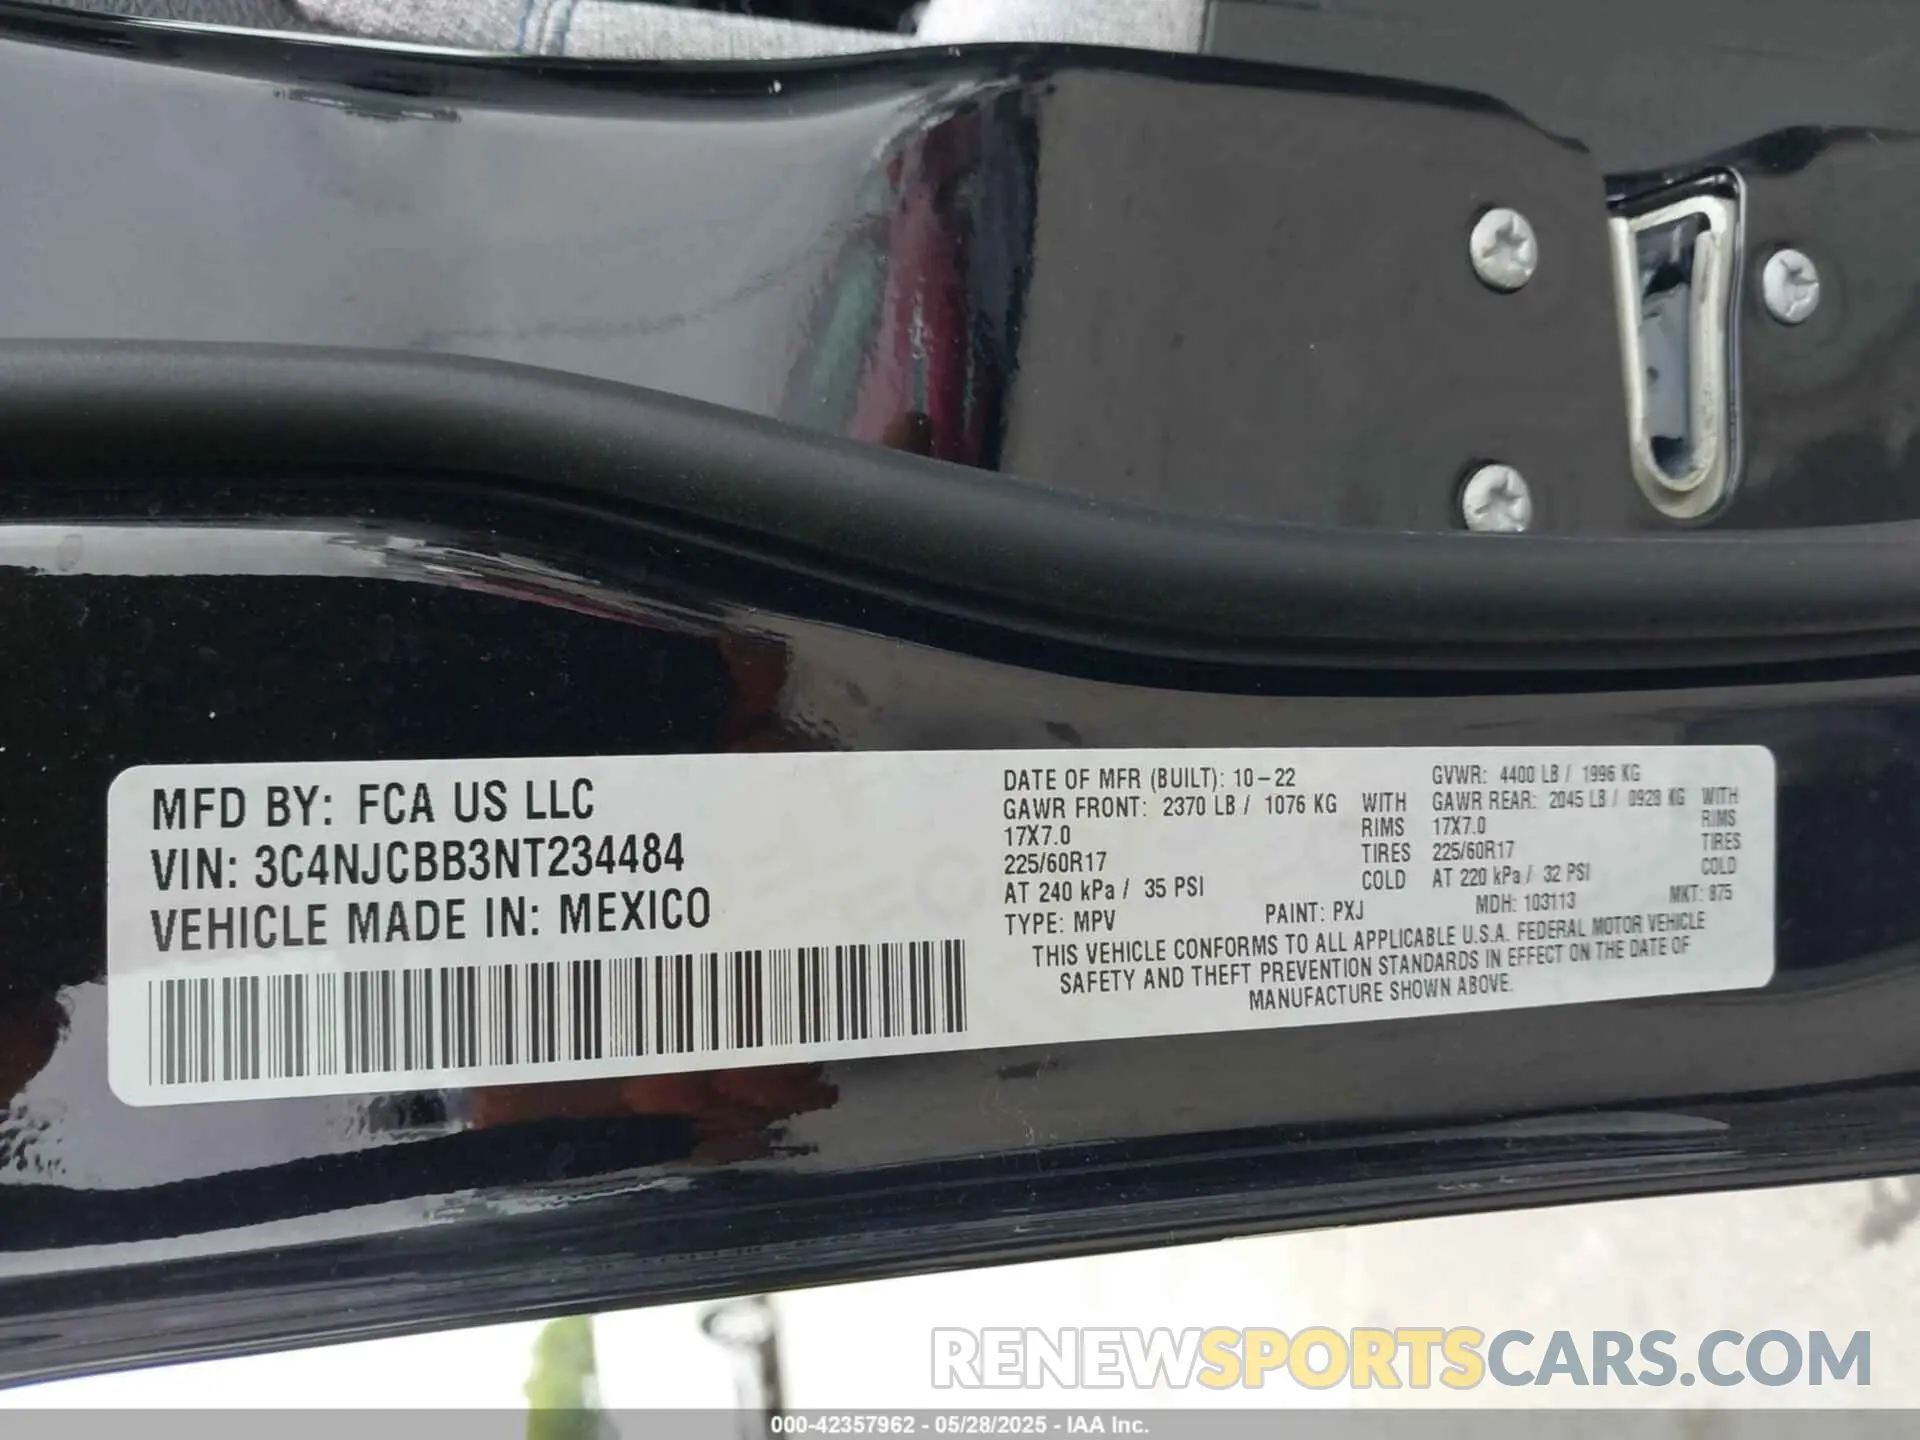 MFD BY: FCA US LLC
VIN: 3C4NJCBB3NT234484
VEHICLE MADE IN: MEXICO
DATE OF MFR (BUILT): 10-22
GAWR FRONT: 2370 LB / 1076 KG WITH
17X7.0 RIMS
225/60R17 TIRES
AT 240 kPa / 35 PSI COLD
GVWR: 4400 LB / 1996 KG
GAWR REAR: 2045 LB / 0928 KG WITH
17X7.0 RIMS
225/60R17 TIRES
AT 220 kPa / 32 PSI COLD
TYPE: MPV PAINT: PXJ MDH: 103113 MKT: 875
THIS VEHICLE CONFORMS TO ALL APPLICABLE U.S.A. FEDERAL MOTOR VEHICLE
SAFETY AND THEFT PREVENTION STANDARDS IN EFFECT ON THE DATE OF
MANUFACTURE SHOWN ABOVE.
RENEWSPORTSCARS.COM
000-42357962 - 05/28/2025 - IAA Inc.